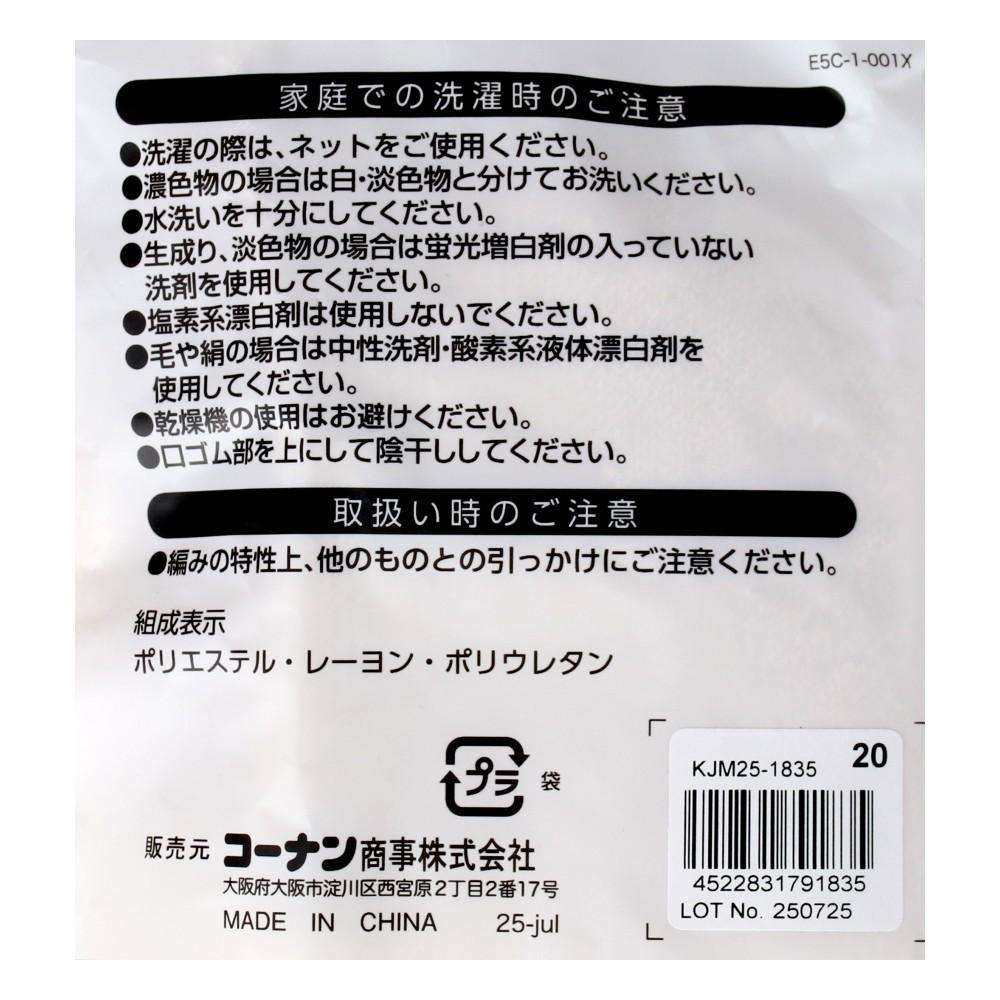 E5C-1-001X
家庭での洗濯時のご注意
●洗濯の際は、ネットをご使用ください。
●濃色物の場合は白・淡色物と分けてお洗いください。
●水洗いを十分にしてください。
●生成り、淡色物の場合は蛍光増白剤の入っていない
洗剤を使用してください。
●塩素系漂白剤は使用しないでください。
●毛や絹の場合は中性洗剤・酸素系液体漂白剤を
使用してください。
●乾燥機の使用はお避けください。
●口ゴム部を上にして陰干ししてください。
取扱い時のご注意
●編みの特性上、他のものとの引っかけにご注意ください。
組成表示
ポリエステル・レーヨン・ポリウレタン
プラ 袋
販売元 コーナン商事株式会社
大阪府大阪市淀川区西宮原2丁目2番17号
MADE IN CHINA 25-jul
KJM25-1835 20
4522831791835
LOT No. 250725